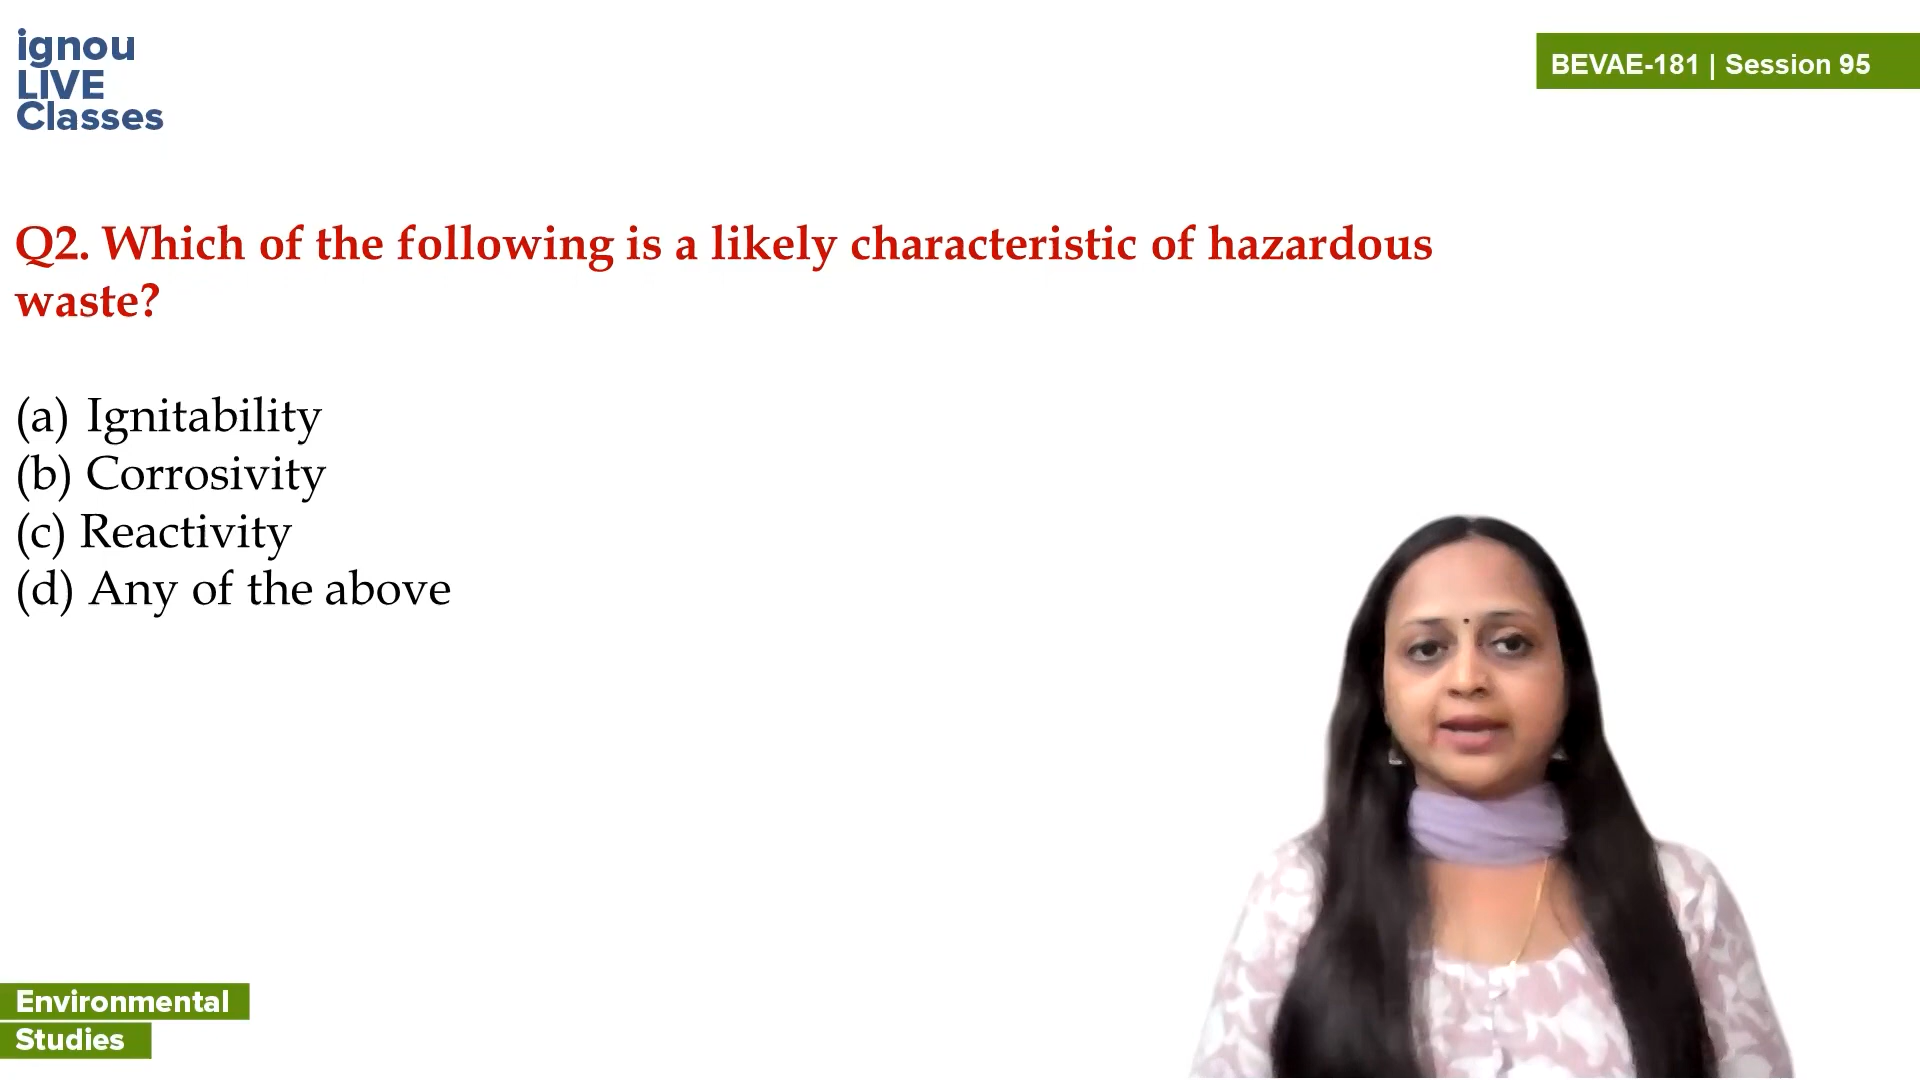 ignou
LIVE
Classes
BEVAE-181 | Session 95
Q2. Which of the following is a likely characteristic of hazardous
waste?
(a) Ignitability
(b) Corrosivity
(c) Reactivity
(d) Any of the above
Environmental
Studies